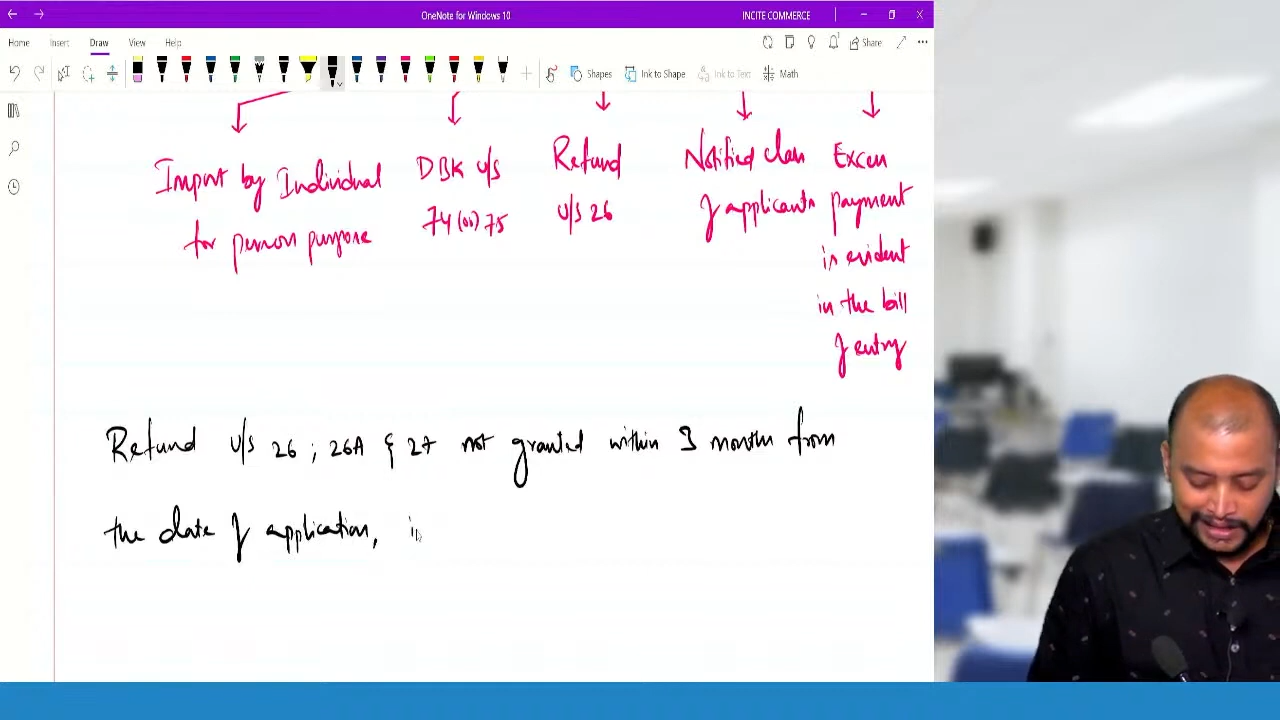 OneNote for Windows 10
INCITE COMMERCE
Home Insert Draw View Help
Share
Shapes
Ink to Shape
Ink to Text
Math
Import by Individual
for person purpose
DBK u/s
74 (or) 75
Refund
u/s 26
Notified class
of applicants
Excess
payment
is evident
in the bill
of entry
Refund u/s 26 ; 26A & 27 not granted within 3 months from
the date of application, in